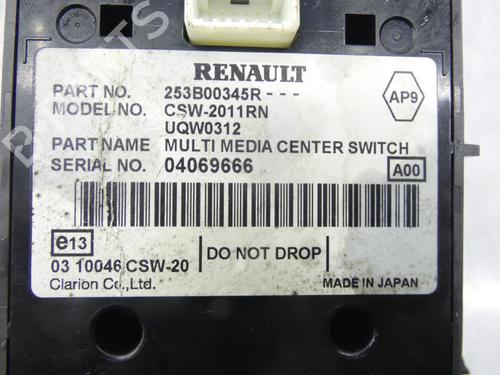 RENAULT
PART NO. 253B00345R - - -
MODEL NO. CSW-2011RN
UQW0312
AP9
PART NAME MULTI MEDIA CENTER SWITCH
SERIAL NO. 04069666
A00
e13
DO NOT DROP
03 10046 CSW-20
Clarion Co.,Ltd.
MADE IN JAPAN